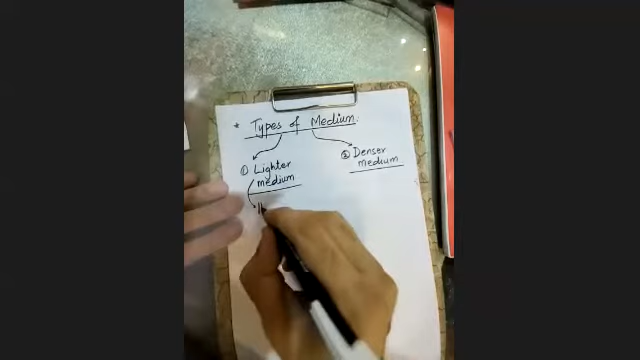 * Types of Medium.
① Lighter medium
② Denser medium